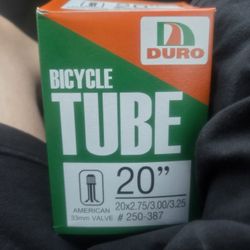 DURO
BICYCLE
TUBE
20"
20x2.75/3.00/3.25
AMERICAN
33mm VALVE
# 250-387